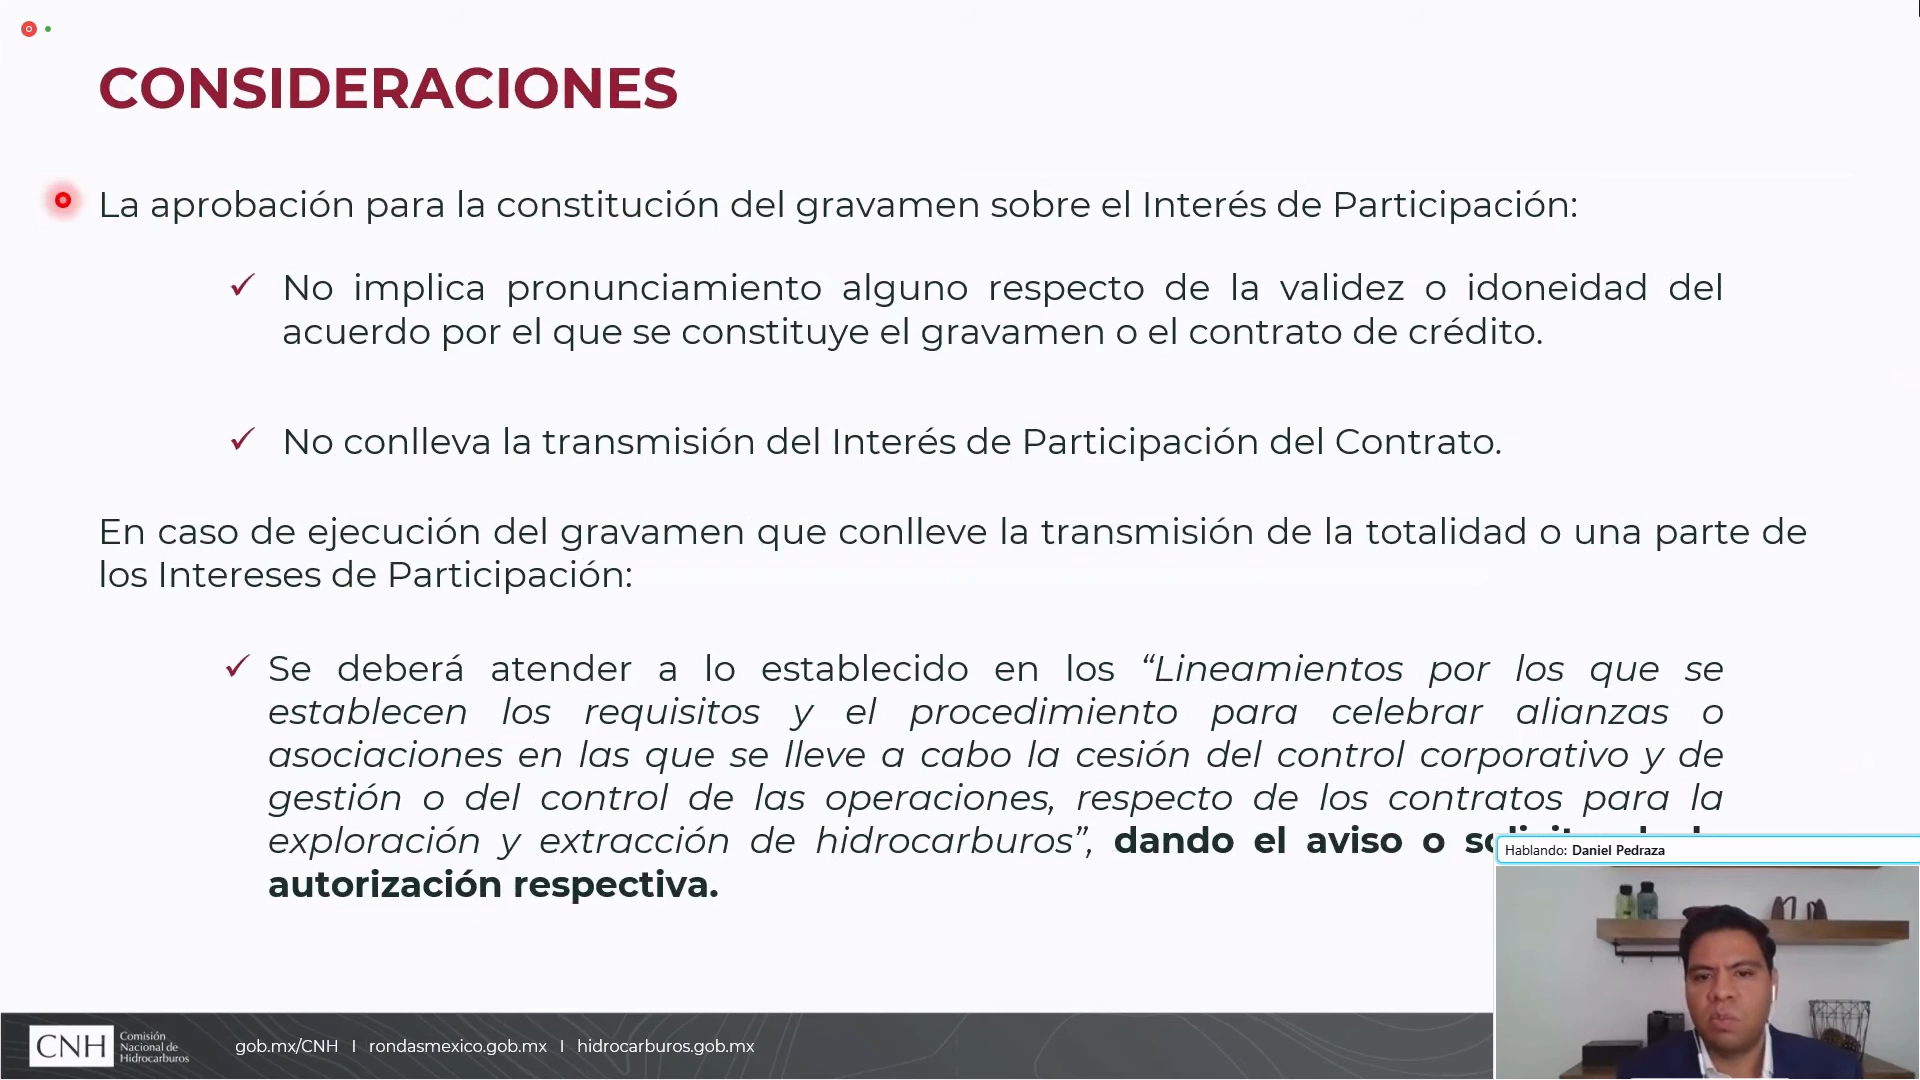 CONSIDERACIONES
La aprobación para la constitución del gravamen sobre el Interés de Participación:
✓ No implica pronunciamiento alguno respecto de la validez o idoneidad del
acuerdo por el que se constituye el gravamen o el contrato de crédito.
✓ No conlleva la transmisión del Interés de Participación del Contrato.
En caso de ejecución del gravamen que conlleve la transmisión de la totalidad o una parte de
los Intereses de Participación:
✓ Se deberá atender a lo establecido en los “Lineamientos por los que se
establecen los requisitos y el procedimiento para celebrar alianzas o
asociaciones en las que se lleve a cabo la cesión del control corporativo y de
gestión o del control de las operaciones, respecto de los contratos para la
exploración y extracción de hidrocarburos”, dando el aviso o
autorización respectiva.
Hablando: Daniel Pedraza
CNH Comisión
Nacional de
Hidrocarburos
gob.mx/CNH I rondasmexico.gob.mx I hidrocarburos.gob.mx